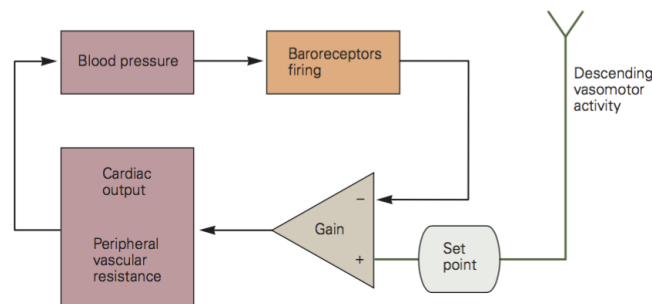 Blood pressure
Baroreceptors
firing
Descending
vasomotor
activity
Cardiac
output
Peripheral
vascular
resistance
Gain
−
+
Set
point